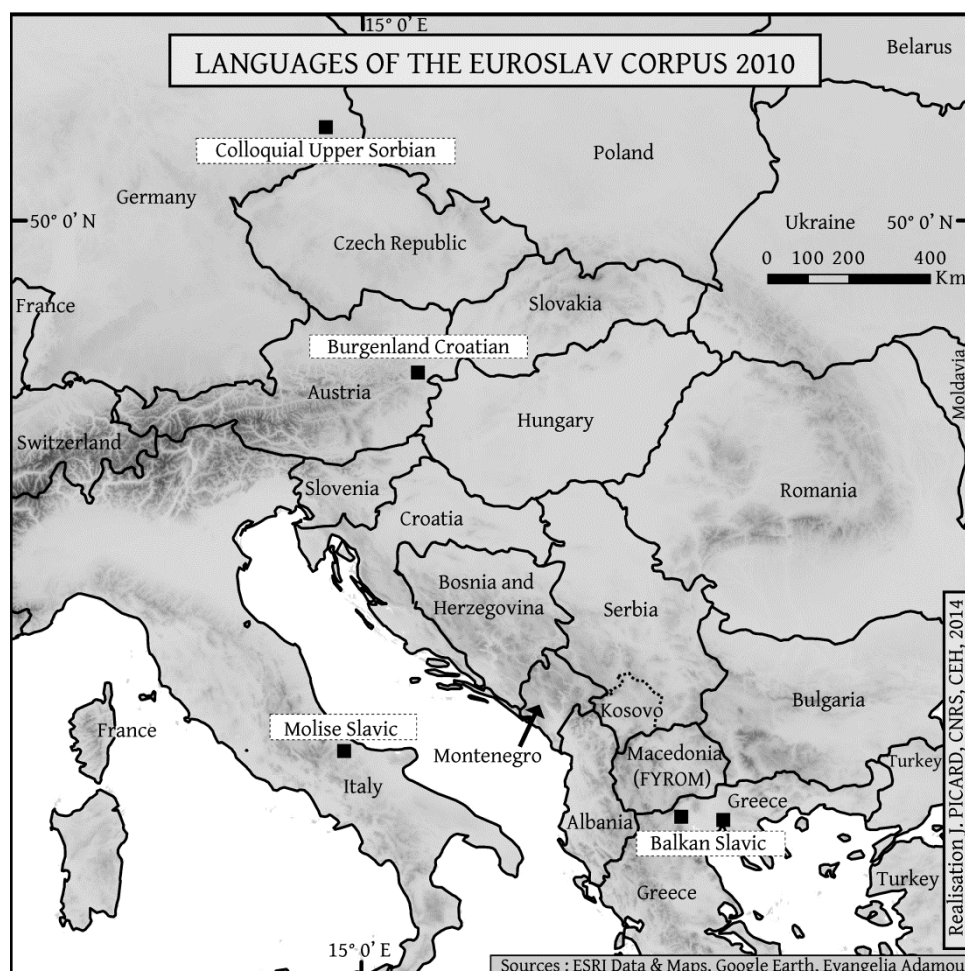 15° 0' E
LANGUAGES OF THE EUROSLAV CORPUS 2010
Belarus
Colloquial Upper Sorbian
Poland
Germany
50° 0' N
Ukraine
50° 0' N
Czech Republic
0 100 200 400
Km
France
Slovakia
Burgenland Croatian
Moldavia
Austria
Hungary
Switzerland
Slovenia
Romania
Croatia
Bosnia and
Herzegovina
Serbia
Kosovo
Bulgaria
France
Molise Slavic
Montenegro
Macedonia
(FYROM)
Turkey
Italy
Greece
Albania
Balkan Slavic
Greece
Turkey
15° 0' E
Realisation J. PICARD, CNRS, CEH, 2014
Sources : ESRI Data & Maps, Google Earth, Evangelia Adamou